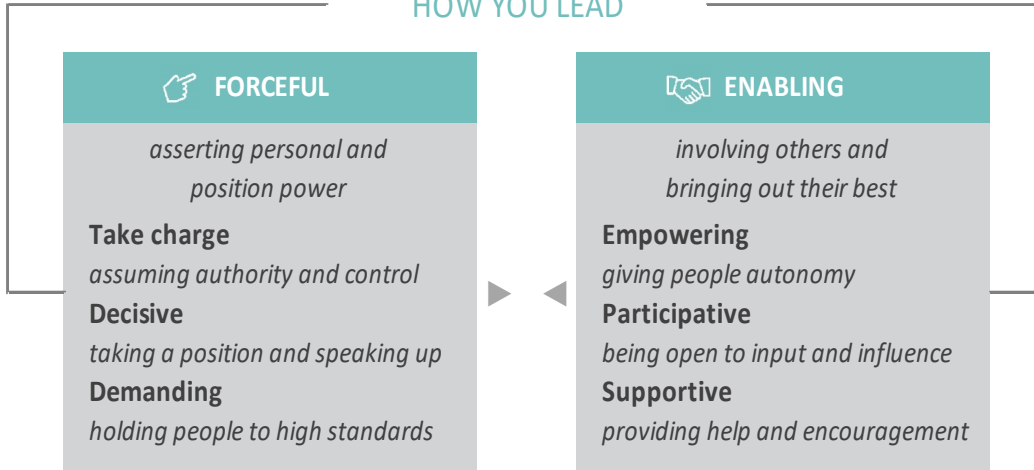 HOW YOU LEAD
FORCEFUL
asserting personal and
position power
Take charge
assuming authority and control
Decisive
taking a position and speaking up
Demanding
holding people to high standards
ENABLING
involving others and
bringing out their best
Empowering
giving people autonomy
Participative
being open to input and influence
Supportive
providing help and encouragement